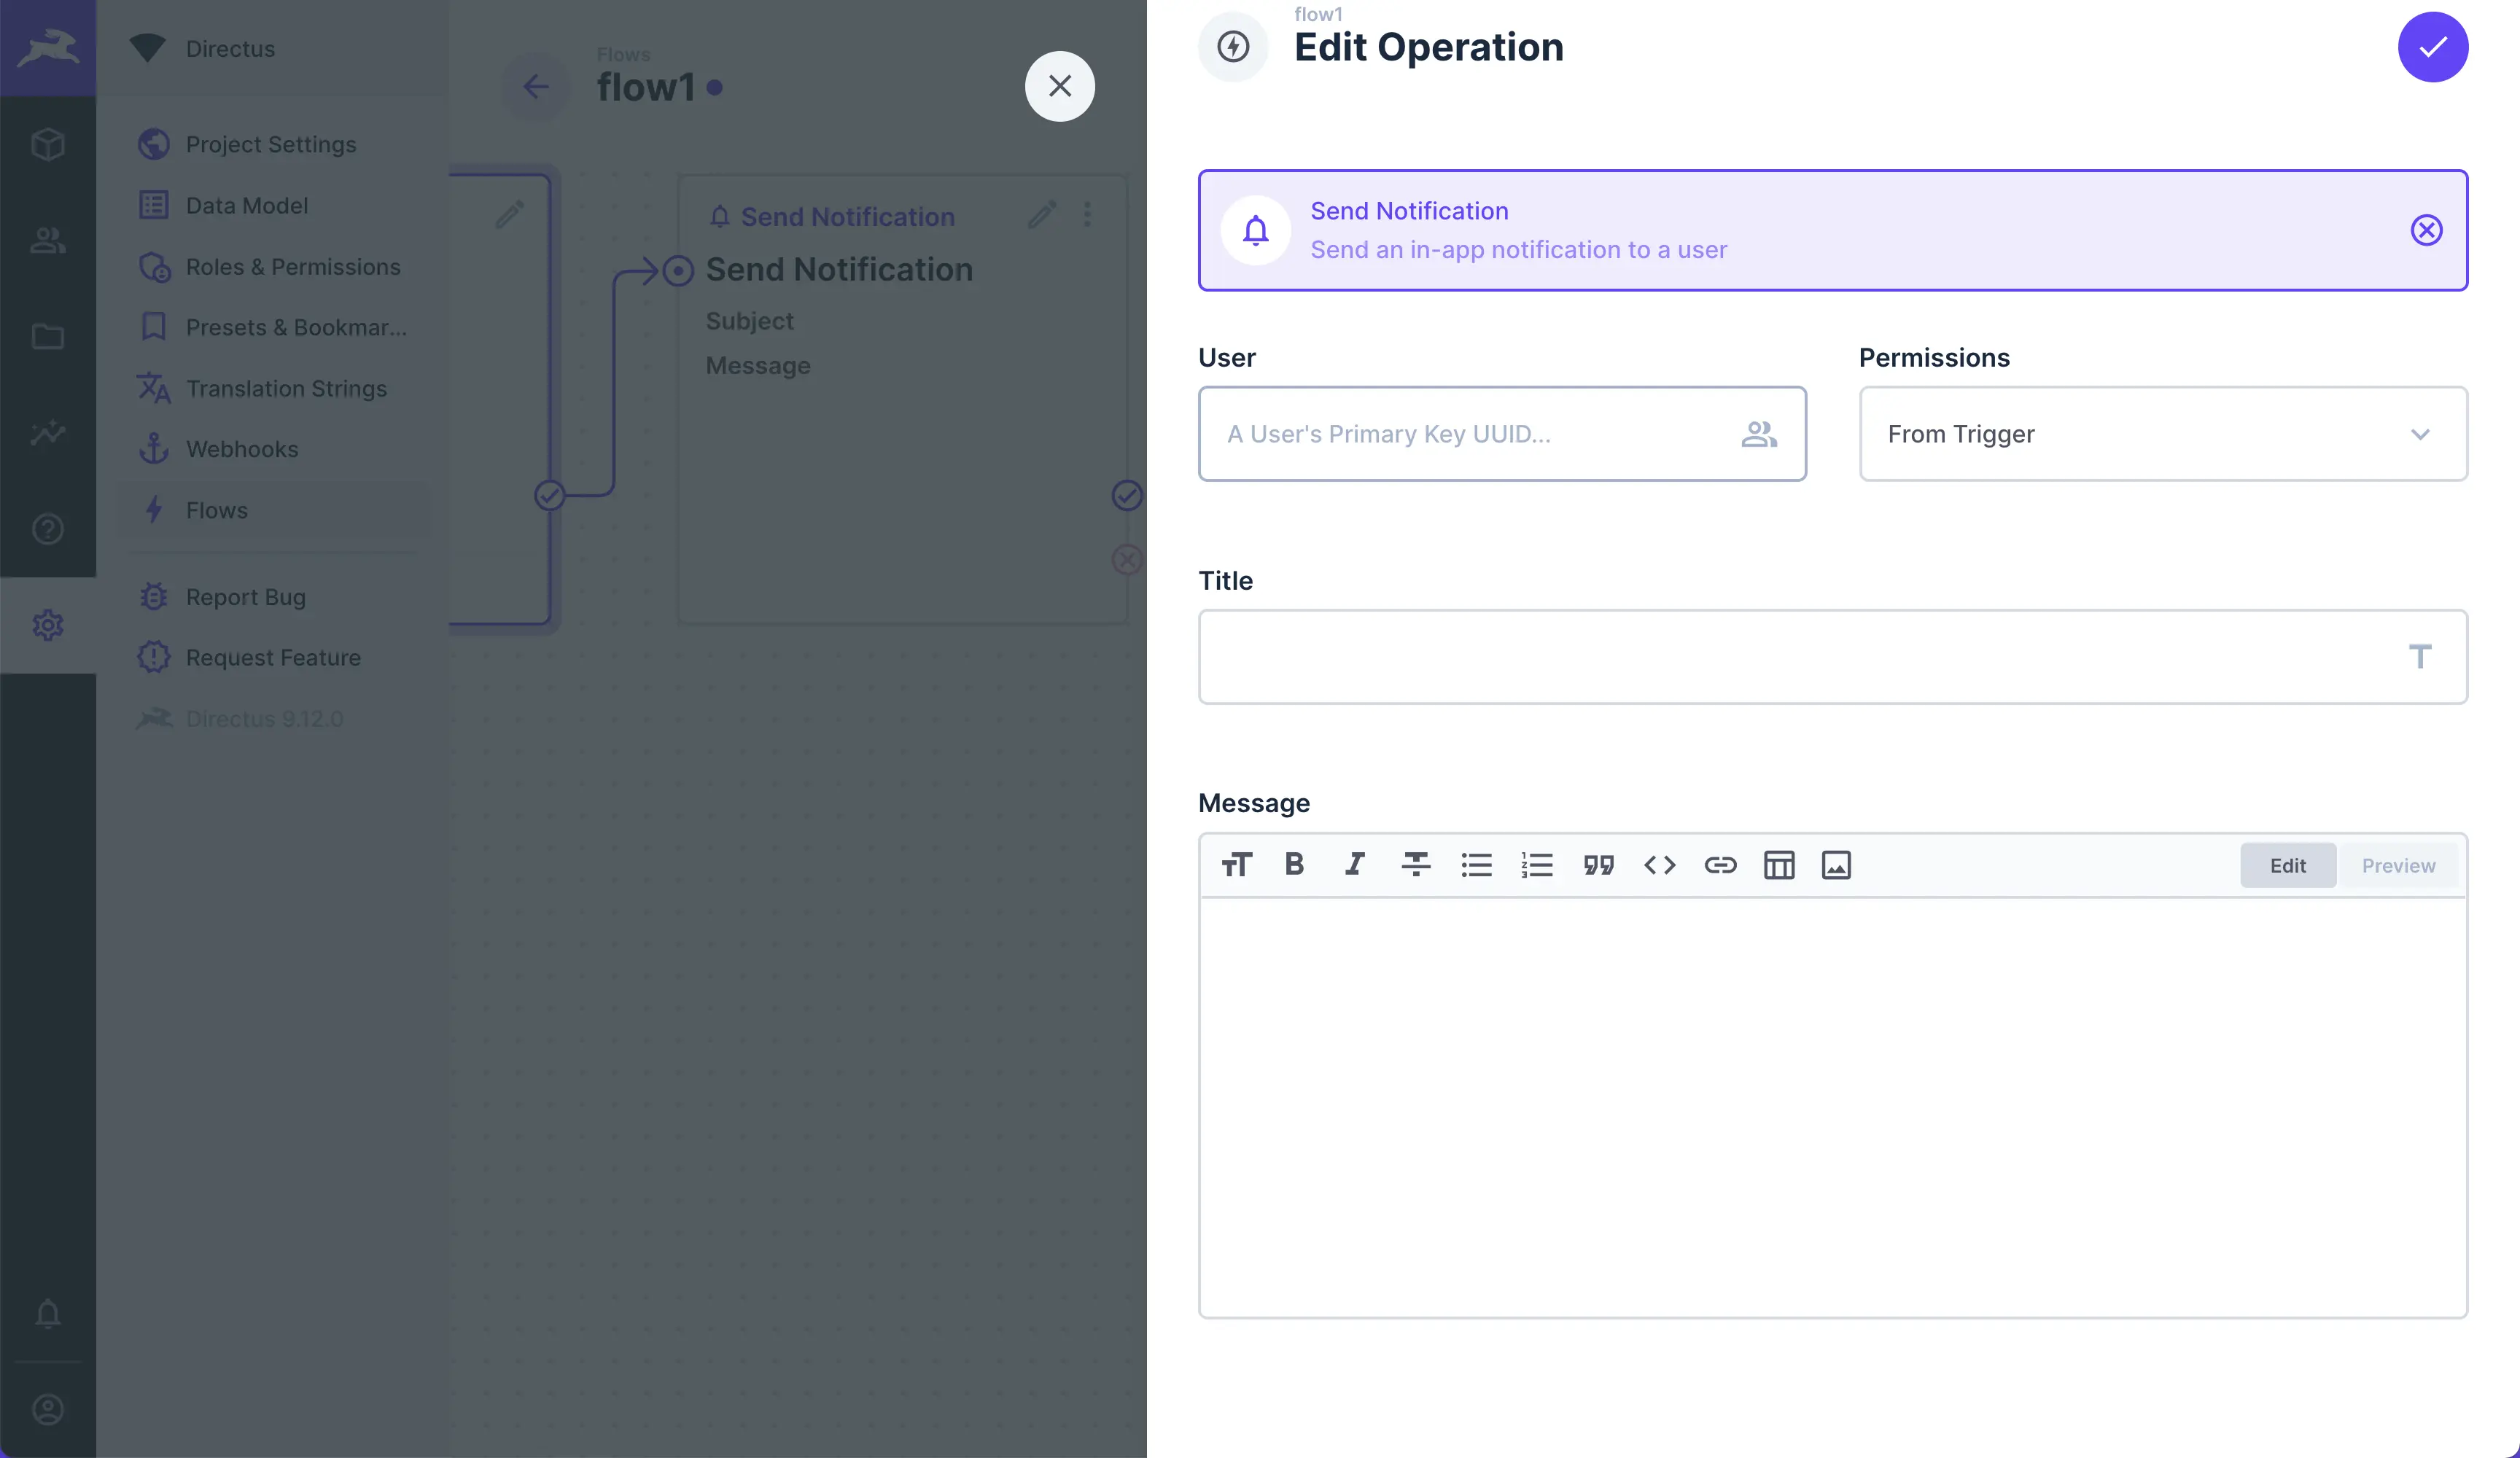 Directus
Project Settings
Data Model
Roles & Permissions
Presets & Bookmar...
Translation Strings
Webhooks
Flows
Report Bug
Request Feature
Directus 9.12.0
Flows
flow1
Send Notification
Send Notification
Subject
Message
flow1
Edit Operation
Send Notification
Send an in-app notification to a user
User
Permissions
A User's Primary Key UUID...
From Trigger
Title
Message
Edit
Preview